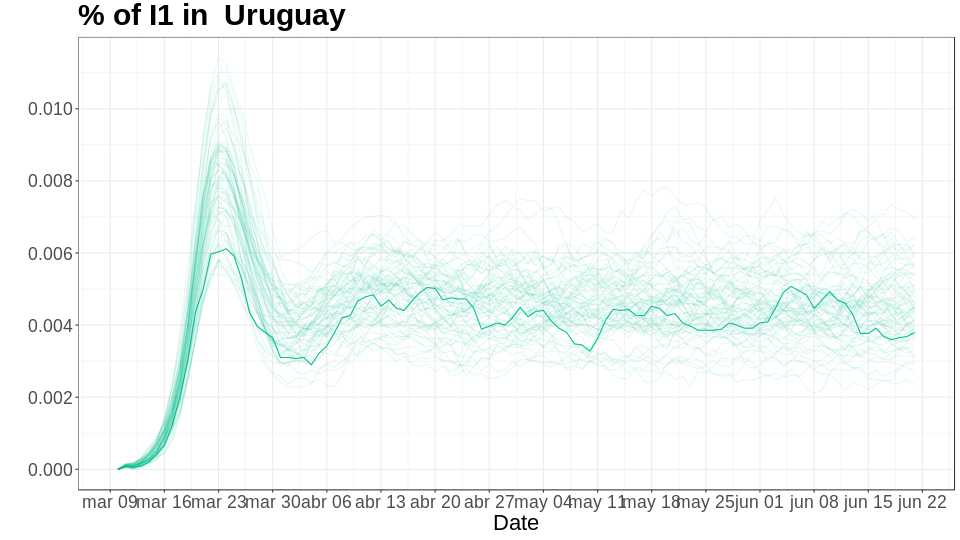 % of I1 in  Uruguay
0.010
0.008
0.006
0.004
0.002
0.000
mar 09 mar 16 mar 23 mar 30 abr 06 abr 13 abr 20 abr 27 may 04 may 11 may 18 may 25 jun 01 jun 08 jun 15 jun 22
Date